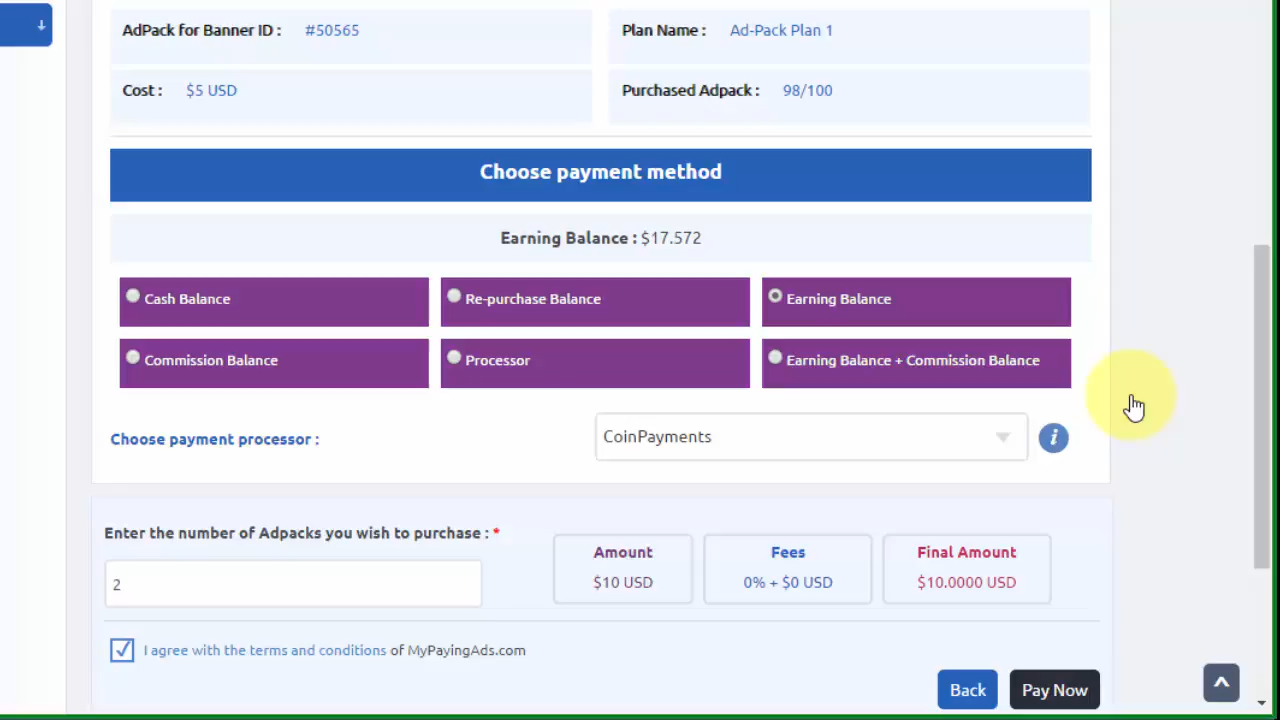 AdPack for Banner ID : #50565
Plan Name : Ad-Pack Plan 1
Cost : $5 USD
Purchased Adpack : 98/100
Choose payment method
Earning Balance : $17.572
Cash Balance
Re-purchase Balance
Earning Balance
Commission Balance
Processor
Earning Balance + Commission Balance
Choose payment processor :
CoinPayments
i
Enter the number of Adpacks you wish to purchase : *
2
Amount
$10 USD
Fees
0% + $0 USD
Final Amount
$10.0000 USD
I agree with the terms and conditions of MyPayingAds.com
Back
Pay Now